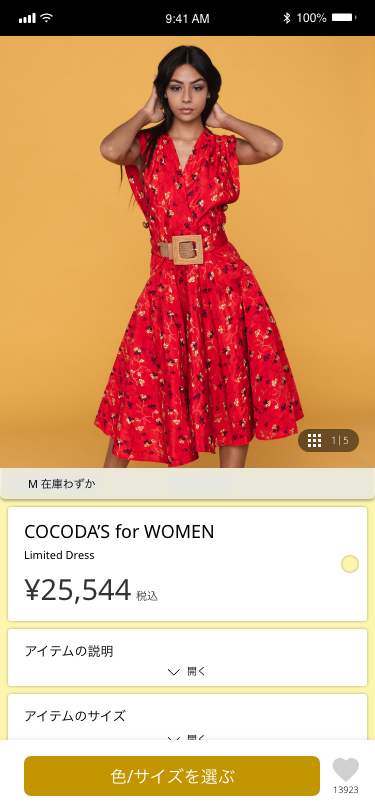 9:41 AM
100%
1|5
M 在庫わずか
COCODA’S for WOMEN
Limited Dress
¥25,544 税込
アイテムの説明
開く
アイテムのサイズ
開く
色/サイズを選ぶ
13923